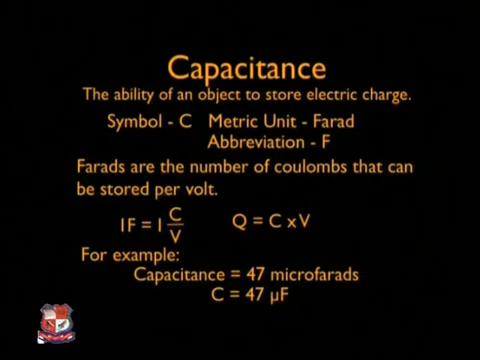 Capacitance
The ability of an object to store electric charge.
Symbol - C Metric Unit - Farad
Abbreviation - F
Farads are the number of coulombs that can
be stored per volt.
1F = 1 C/V Q = C x V
For example:
Capacitance = 47 microfarads
C = 47 µF